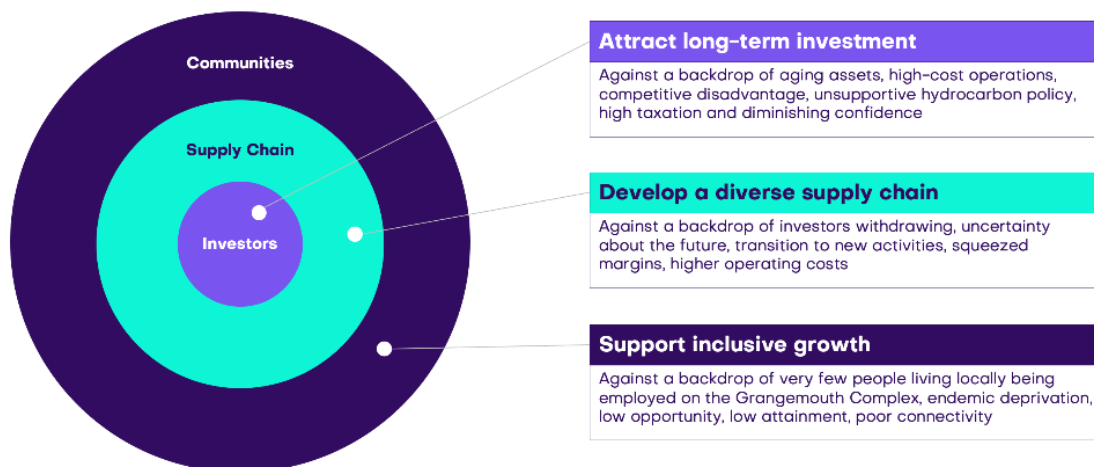 Communities
Supply Chain
Investors
Attract long-term investment
Against a backdrop of aging assets, high-cost operations,
competitive disadvantage, unsupportive hydrocarbon policy,
high taxation and diminishing confidence
Develop a diverse supply chain
Against a backdrop of investors withdrawing, uncertainty
about the future, transition to new activities, squeezed
margins, higher operating costs
Support inclusive growth
Against a backdrop of very few people living locally being
employed on the Grangemouth Complex, endemic deprivation,
low opportunity, low attainment, poor connectivity